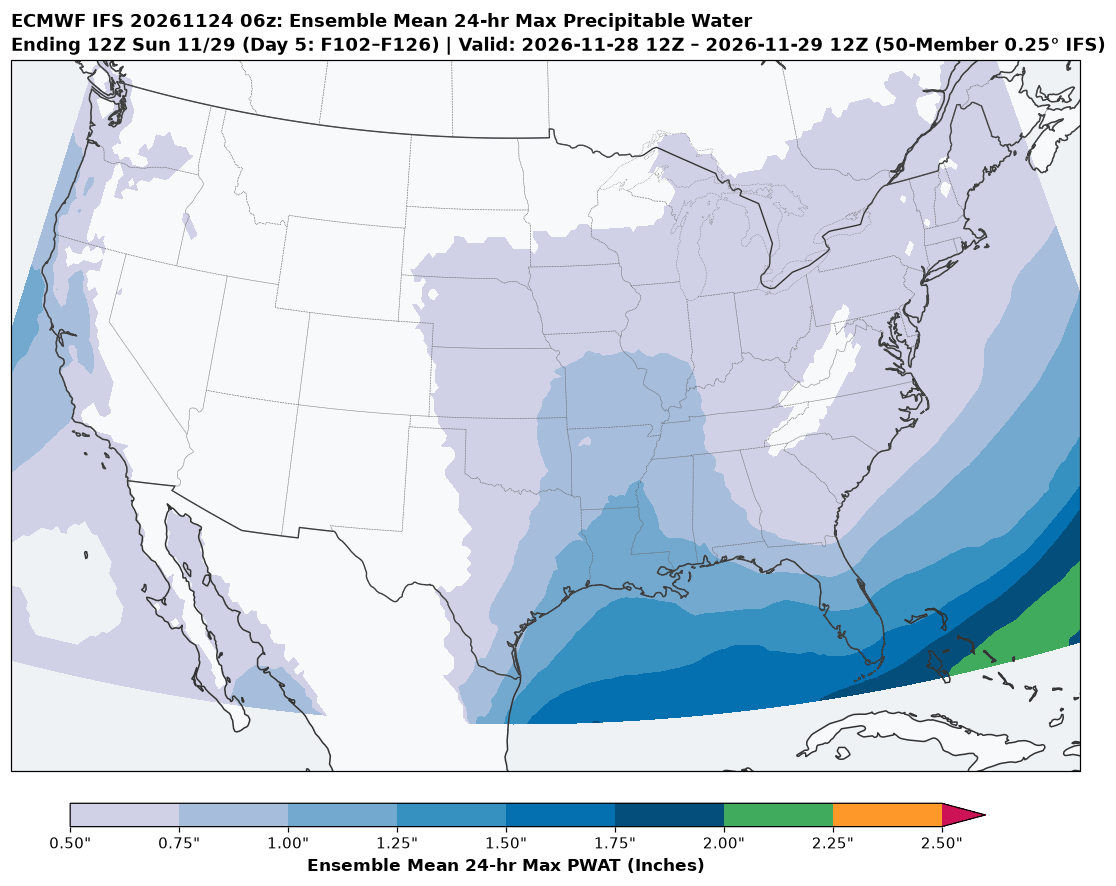 ECMWF IFS 20261124 06z: Ensemble Mean 24-hr Max Precipitable Water
Ending 12Z Sun 11/29 (Day 5: F102–F126) | Valid: 2026-11-28 12Z – 2026-11-29 12Z (50-Member 0.25° IFS)
0.50" 0.75" 1.00" 1.25" 1.50" 1.75" 2.00" 2.25" 2.50"
Ensemble Mean 24-hr Max PWAT (Inches)